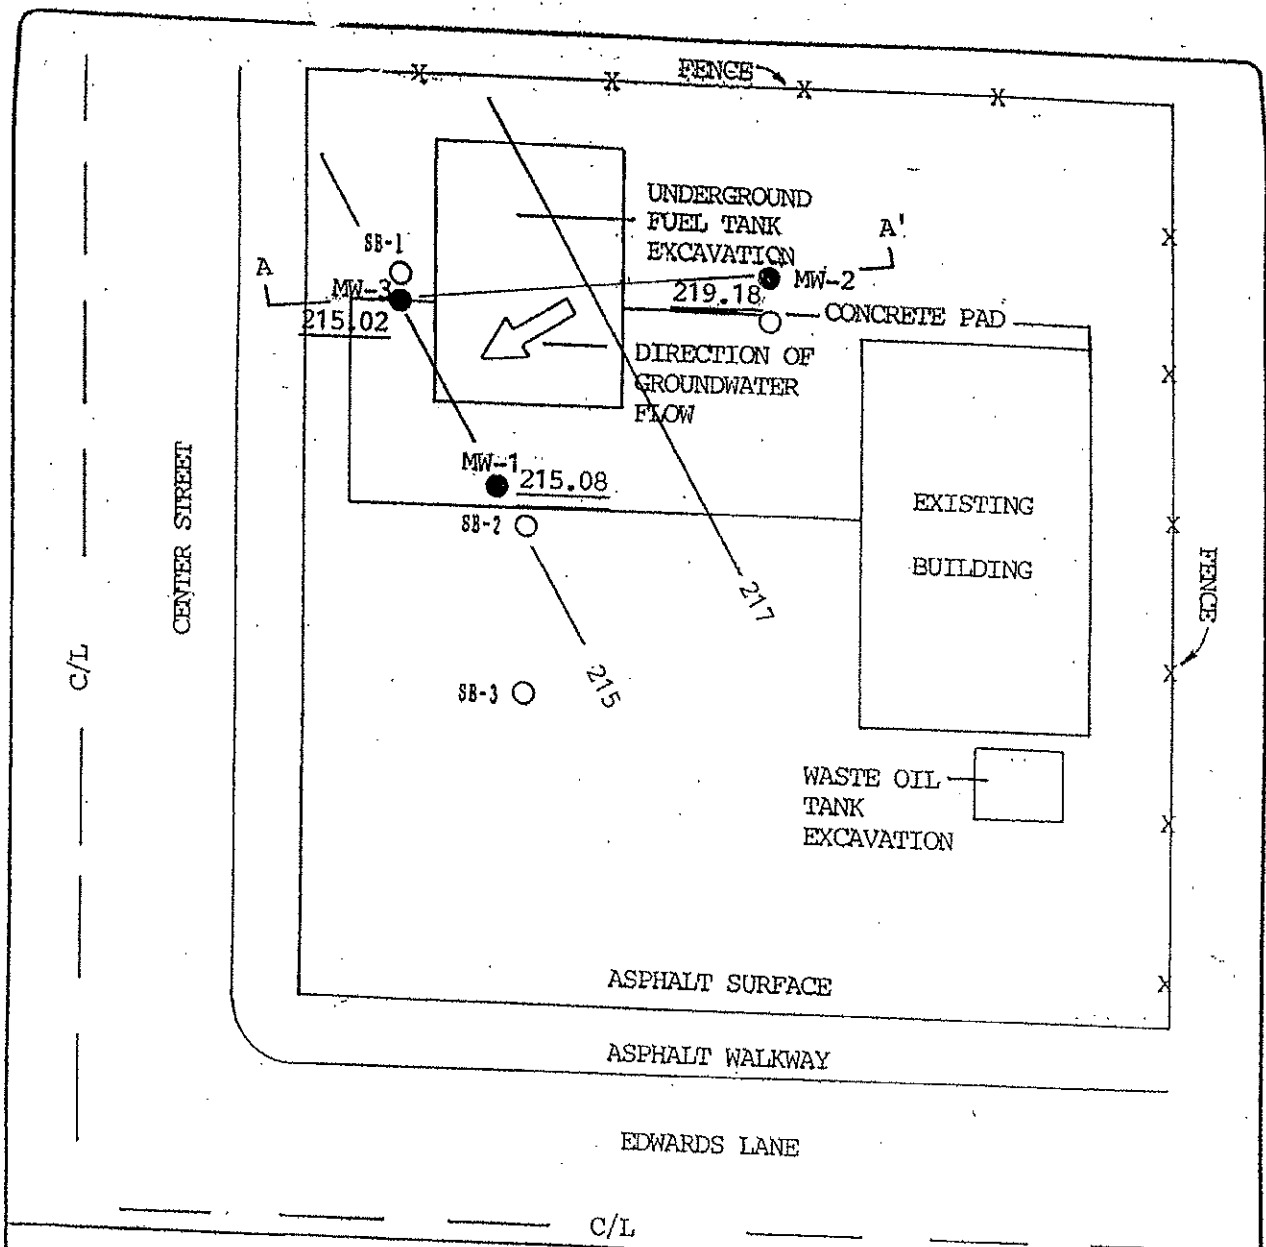 FENCE
X X X X
UNDERGROUND
FUEL TANK
EXCAVATION
A'
SB-1
A
MW-3
215.02
MW-2
219.18
CONCRETE PAD
X
X
DIRECTION OF
GROUNDWATER
FLOW
MW-1
215.08
SB-2
CENTER STREET
EXISTING
BUILDING
X
FENCE
217
C/L
215
X
SB-3
WASTE OIL
TANK
EXCAVATION
X
ASPHALT SURFACE
X
ASPHALT WALKWAY
EDWARDS LANE
C/L